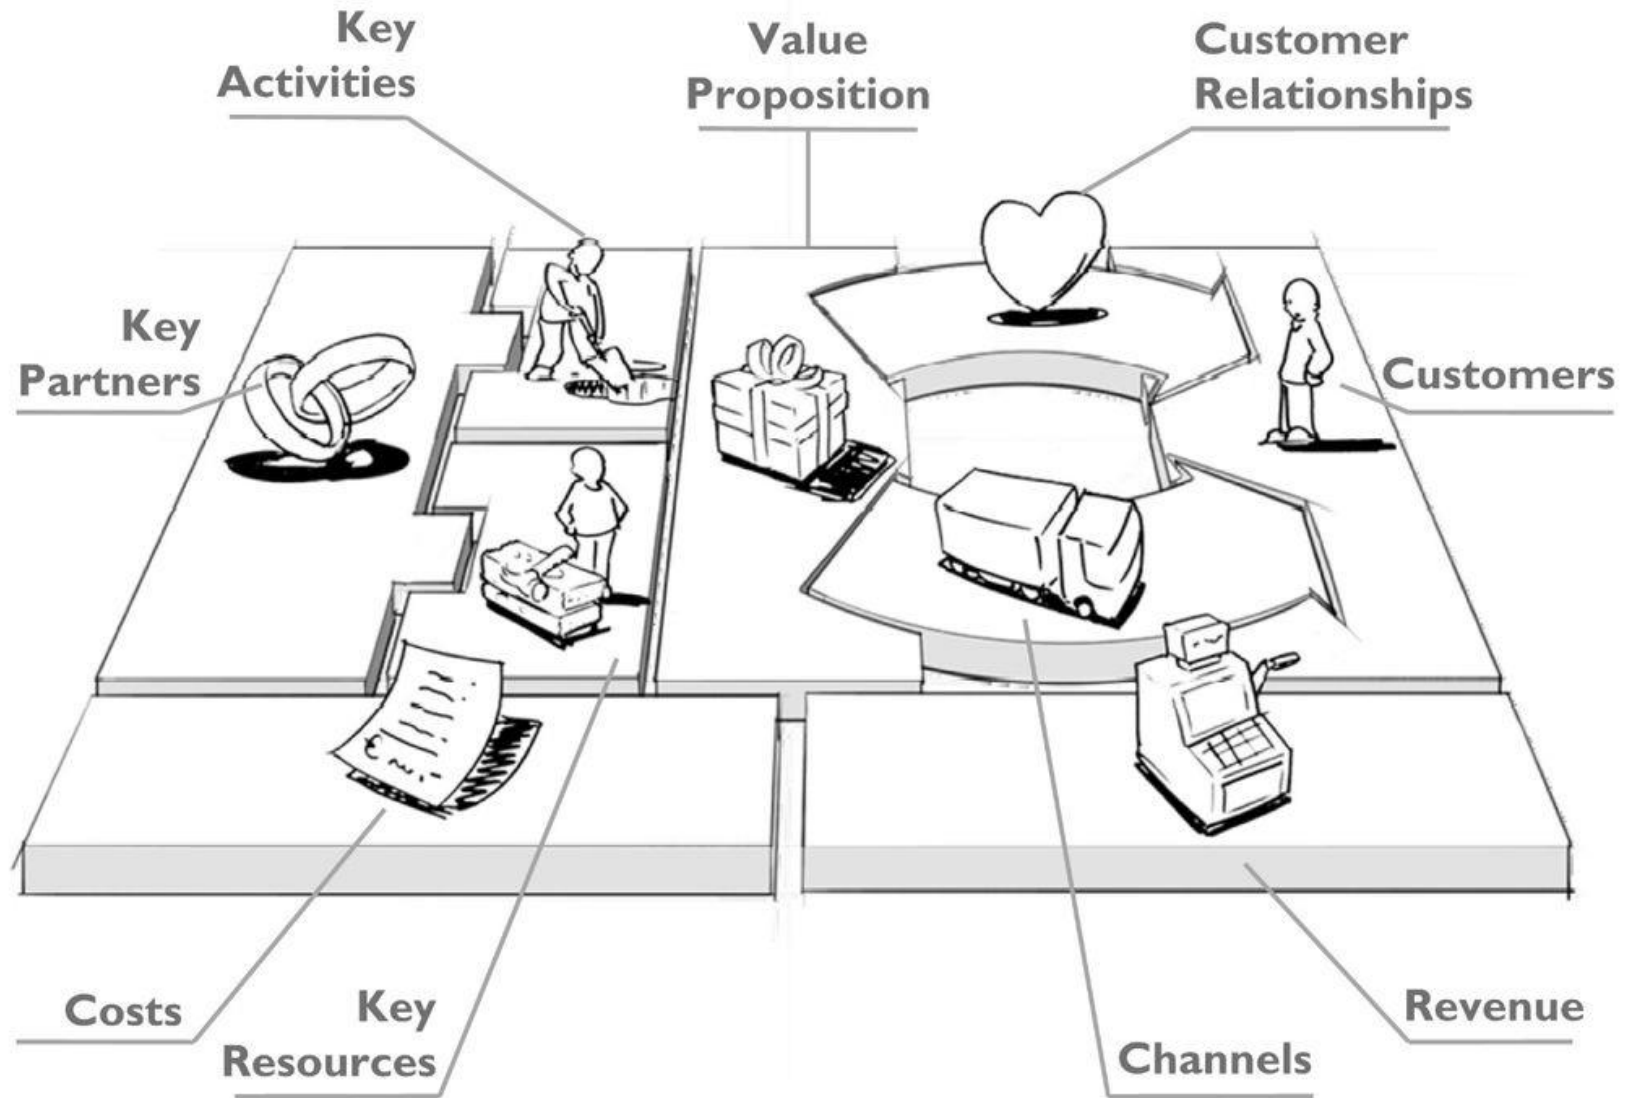 Key
Activities
Value
Proposition
Customer
Relationships
Key
Partners
Customers
Costs
Key
Resources
Channels
Revenue
€